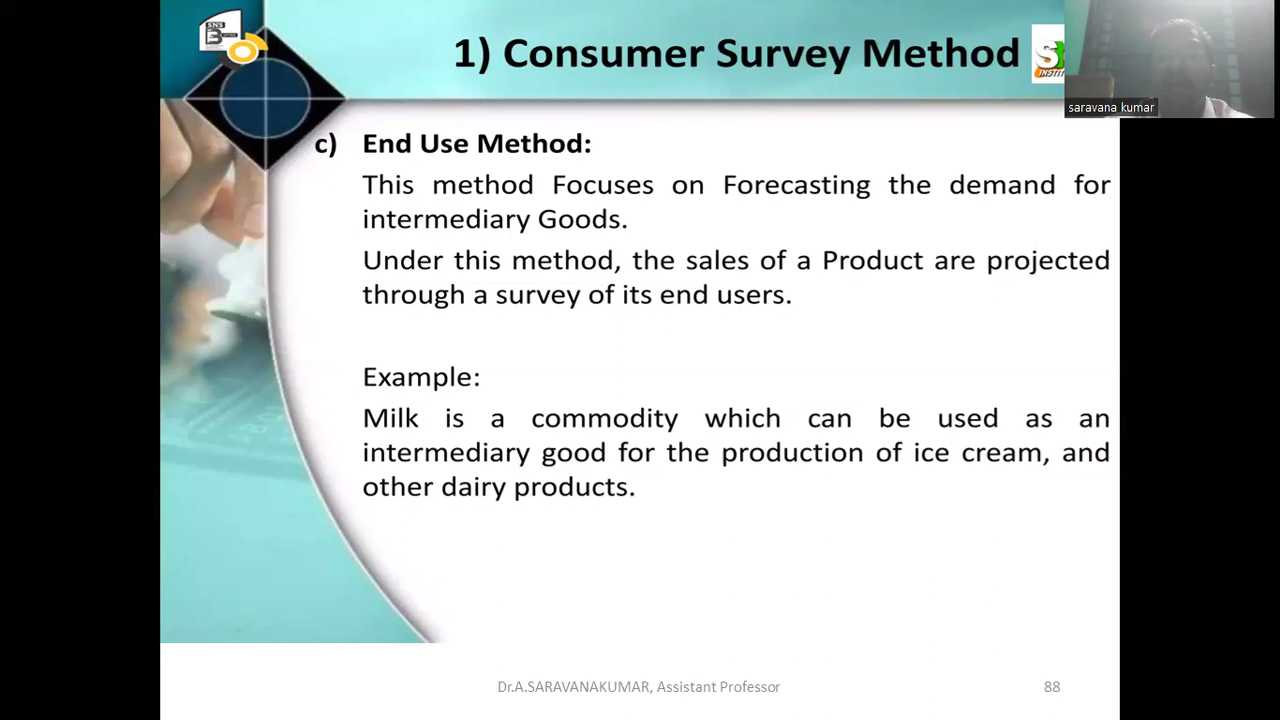 SNS
1) Consumer Survey Method
INSTIT
saravana kumar
c) End Use Method:
This method Focuses on Forecasting the demand for
intermediary Goods.
Under this method, the sales of a Product are projected
through a survey of its end users.
Example:
Milk is a commodity which can be used as an
intermediary good for the production of ice cream, and
other dairy products.
Dr.A.SARAVANAKUMAR, Assistant Professor
88